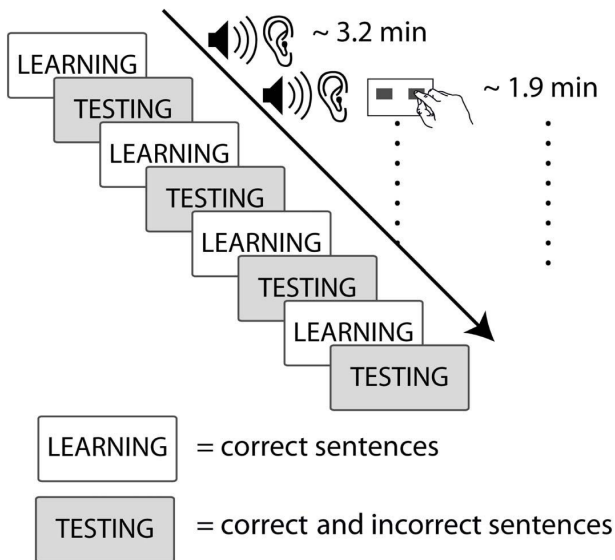 ~ 3.2 min
LEARNING
~ 1.9 min
TESTING
LEARNING
TESTING
LEARNING
TESTING
LEARNING
TESTING
LEARNING = correct sentences
TESTING = correct and incorrect sentences